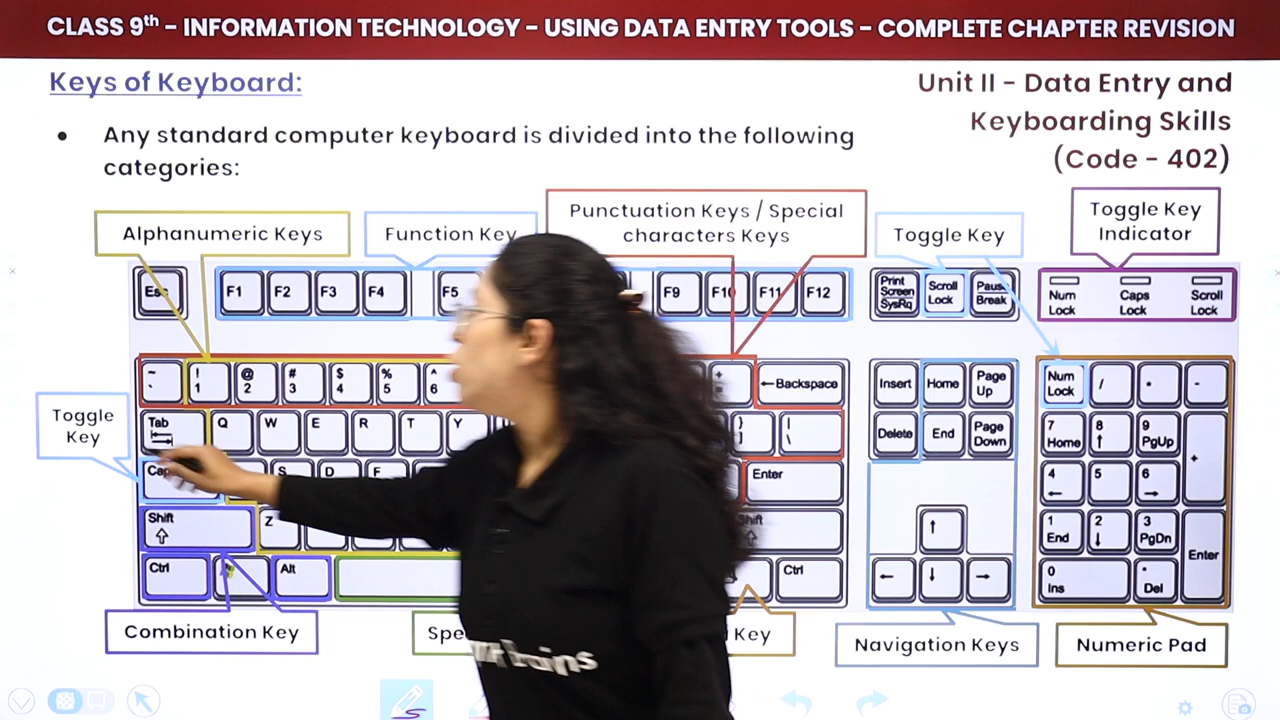 CLASS 9th – INFORMATION TECHNOLOGY – USING DATA ENTRY TOOLS – COMPLETE CHAPTER REVISION
Keys of Keyboard:
Unit II - Data Entry and
Keyboarding Skills
(Code - 402)
• Any standard computer keyboard is divided into the following
categories:
Alphanumeric Keys
Function Key
Punctuation Keys / Special
characters Keys
Toggle Key
Toggle Key
Indicator
Esc
F1 F2 F3 F4 F5 F9 F10 F11 F12
Print
Screen
SysRq
Scroll
Lock
Pause
Break
Num
Lock
Caps
Lock
Scroll
Lock
~
`
!
1
@
2
#
3
$
4
%
5
^
6
+
←Backspace
Insert Home Page
Up
Num
Lock
/ -
Toggle
Key
Tab
Q W E R T Y
}
]
|
\
Delete End Page
Down
7
Home
8
↑
9
PgUp
+
Cap
S D F
Enter
4
←
5
6
→
Shift
⇧
Z
Shift
⇧
↑
1
End
2
↓
3
PgDn
Enter
Ctrl Alt Ctrl
← ↓ →
0
Ins
Del
Combination Key
Spe
Key
Navigation Keys
Numeric Pad